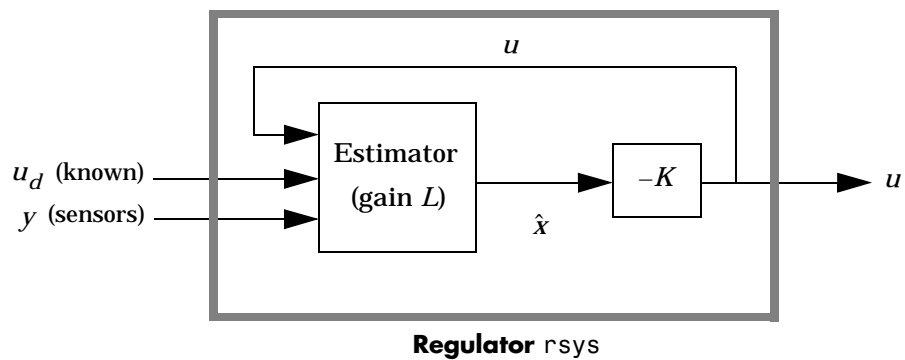 u
Estimator
(gain L)
u_d (known)
y (sensors)
–K
x̂
u
Regulator rsys